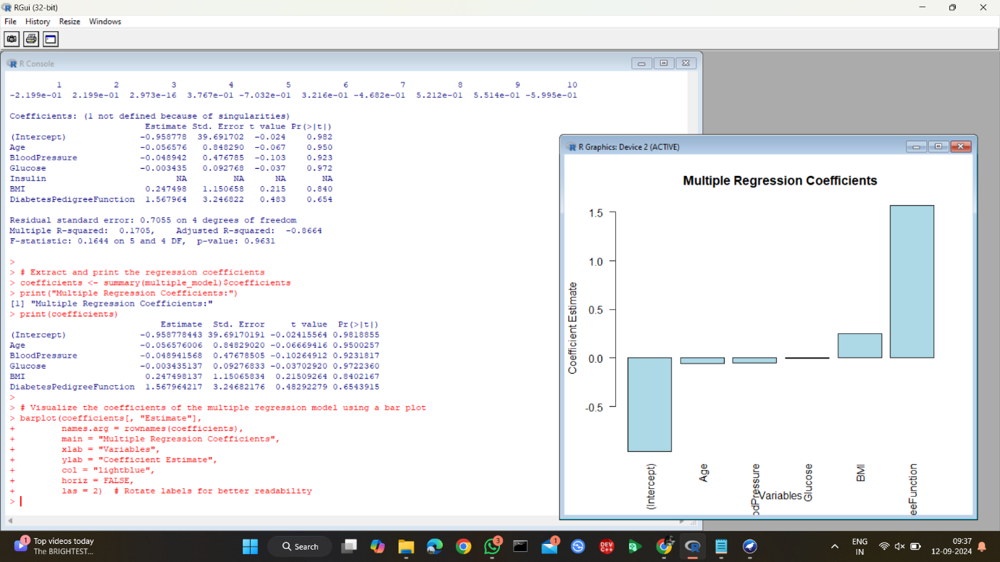 RGui (32-bit)
File History Resize Windows
R Console
1 2 3 4 5 6 7 8 9 10
-2.199e-01 2.199e-01 2.973e-16 3.767e-01 -7.032e-01 3.216e-01 -4.682e-01 5.212e-01 5.514e-01 -5.995e-01
Coefficients: (1 not defined because of singularities)
Estimate Std. Error t value Pr(>|t|)
(Intercept) -0.958778 39.691702 -0.024 0.982
Age -0.056576 0.848290 -0.067 0.950
BloodPressure -0.048942 0.476785 -0.103 0.923
Glucose -0.003435 0.092768 -0.037 0.972
Insulin NA NA NA NA
BMI 0.247498 1.150658 0.215 0.840
DiabetesPedigreeFunction 1.567964 3.246822 0.483 0.654
Residual standard error: 0.7055 on 4 degrees of freedom
Multiple R-squared: 0.1705, Adjusted R-squared: -0.8664
F-statistic: 0.1644 on 5 and 4 DF, p-value: 0.9631
>
> # Extract and print the regression coefficients
> coefficients <- summary(multiple_model)$coefficients
> print("Multiple Regression Coefficients:")
[1] "Multiple Regression Coefficients:"
> print(coefficients)
Estimate Std. Error t value Pr(>|t|)
(Intercept) -0.958778443 39.69170191 -0.02415564 0.9818855
Age -0.056576006 0.84829020 -0.06669416 0.9500257
BloodPressure -0.048941568 0.47678505 -0.10264912 0.9231817
Glucose -0.003435137 0.09276833 -0.03702920 0.9722360
BMI 0.247498137 1.15065834 0.21509264 0.8402167
DiabetesPedigreeFunction 1.567964217 3.24682176 0.48292279 0.6543915
>
> # Visualize the coefficients of the multiple regression model using a bar plot
> barplot(coefficients[, "Estimate"],
+ names.arg = rownames(coefficients),
+ main = "Multiple Regression Coefficients",
+ xlab = "Variables",
+ ylab = "Coefficient Estimate",
+ col = "lightblue",
+ horiz = FALSE,
+ las = 2) # Rotate labels for better readability
>
R Graphics: Device 2 (ACTIVE)
Multiple Regression Coefficients
Coefficient Estimate
1.5
1.0
0.5
0.0
-0.5
(Intercept)
Age
odPressure
Glucose
BMI
eeFunction
Variables
1
Top videos today
The BRIGHTEST...
Search
3
1
DEV
C++
ENG
IN
09:37
12-09-2024